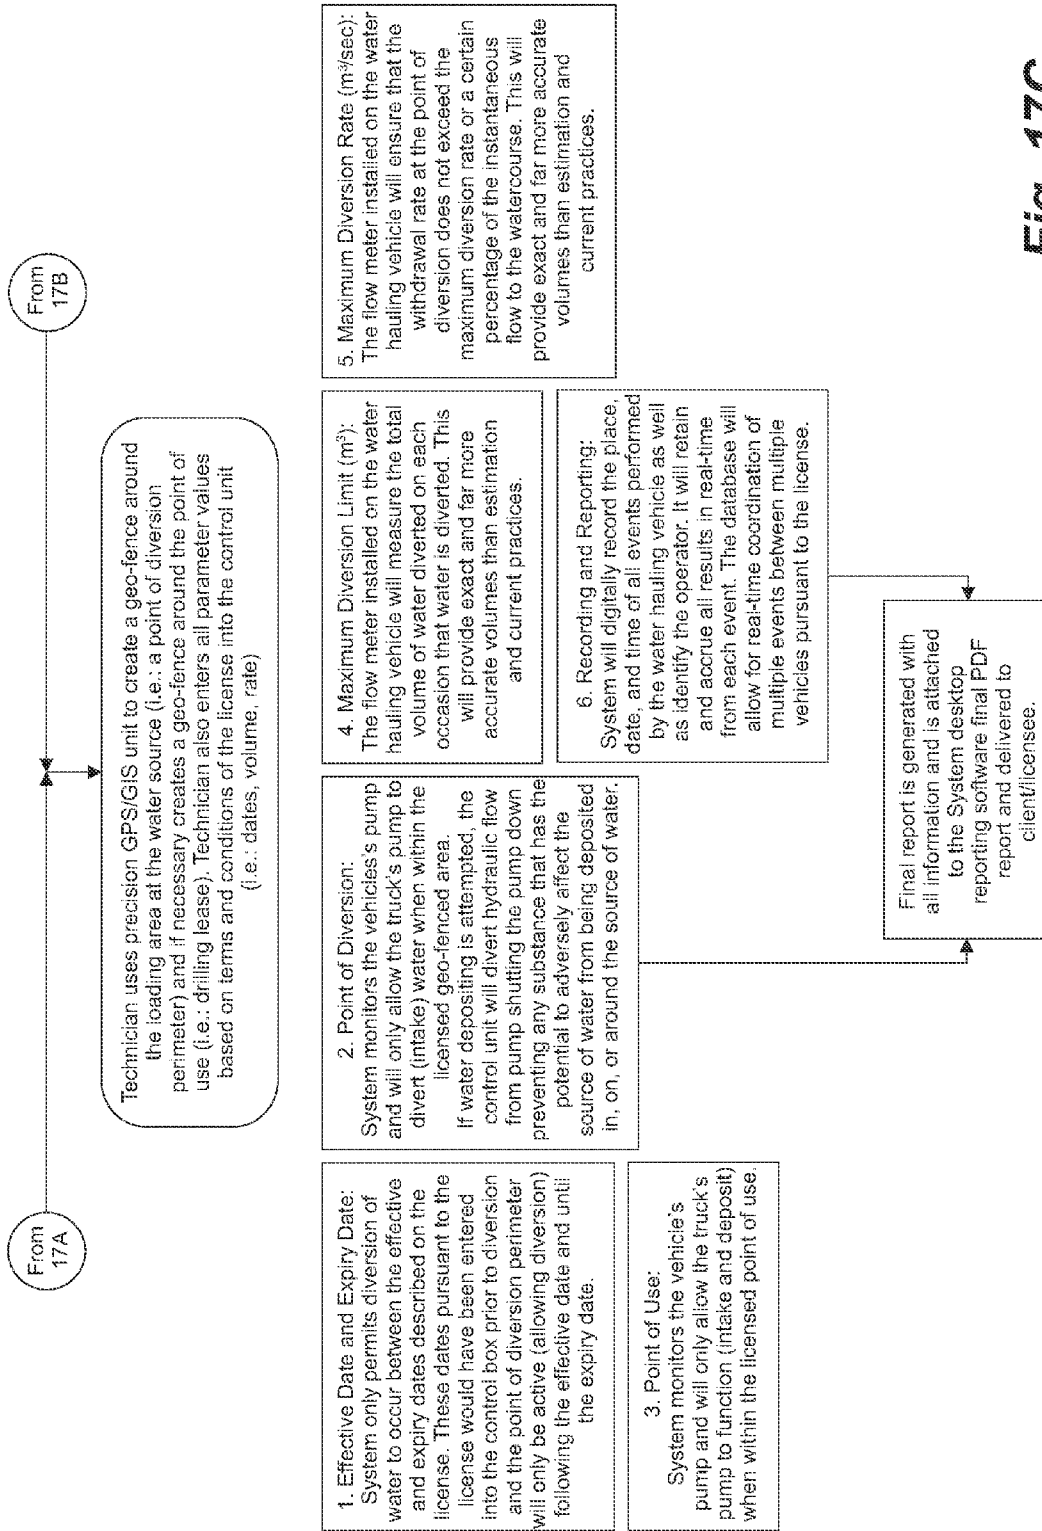 From
17A
From
17B
Technician uses precision GPS/GIS unit to create a geo-fence around
the loading area at the water source (i.e.: a point of diversion
perimeter) and if necessary creates a geo-fence around the point of
use (i.e.: drilling lease). Technician also enters all parameter values
based on terms and conditions of the license into the control unit
(i.e.: dates, volume, rate)
1. Effective Date and Expiry Date:
System only permits diversion of
water to occur between the effective
and expiry dates described on the
license. These dates pursuant to the
license would have been entered
into the control box prior to diversion
and the point of diversion perimeter
will only be active (allowing diversion)
following the effective date and until
the expiry date.
2. Point of Diversion:
System monitors the vehicles's pump
and will only allow the truck's pump to
divert (intake) water when within the
licensed geo-fenced area.
If water depositing is attempted, the
control unit will divert hydraulic flow
from pump shutting the pump down
preventing any substance that has the
potential to adversely affect the
source of water from being deposited
in, on, or around the source of water.
3. Point of Use:
System monitors the vehicle's
pump and will only allow the truck's
pump to function (intake and deposit)
when within the licensed point of use.
4. Maximum Diversion Limit (m³):
The flow meter installed on the water
hauling vehicle will measure the total
volume of water diverted on each
occasion that water is diverted. This
will provide exact and far more
accurate volumes than estimation
and current practices.
5. Maximum Diversion Rate (m³/sec):
The flow meter installed on the water
hauling vehicle will ensure that the
withdrawal rate at the point of
diversion does not exceed the
maximum diversion rate or a certain
percentage of the instantaneous
flow to the watercourse. This will
provide exact and far more accurate
volumes than estimation and
current practices.
6. Recording and Reporting:
System will digitally record the place,
date, and time of all events performed
by the water hauling vehicle as well
as identify the operator. It will retain
and accrue all results in real-time
from each event. The database will
allow for real-time coordination of
multiple events between multiple
vehicles pursuant to the license.
Final report is generated with
all information and is attached
to the System desktop
reporting software final PDF
report and delivered to
client/licensee.
Fig. 17C